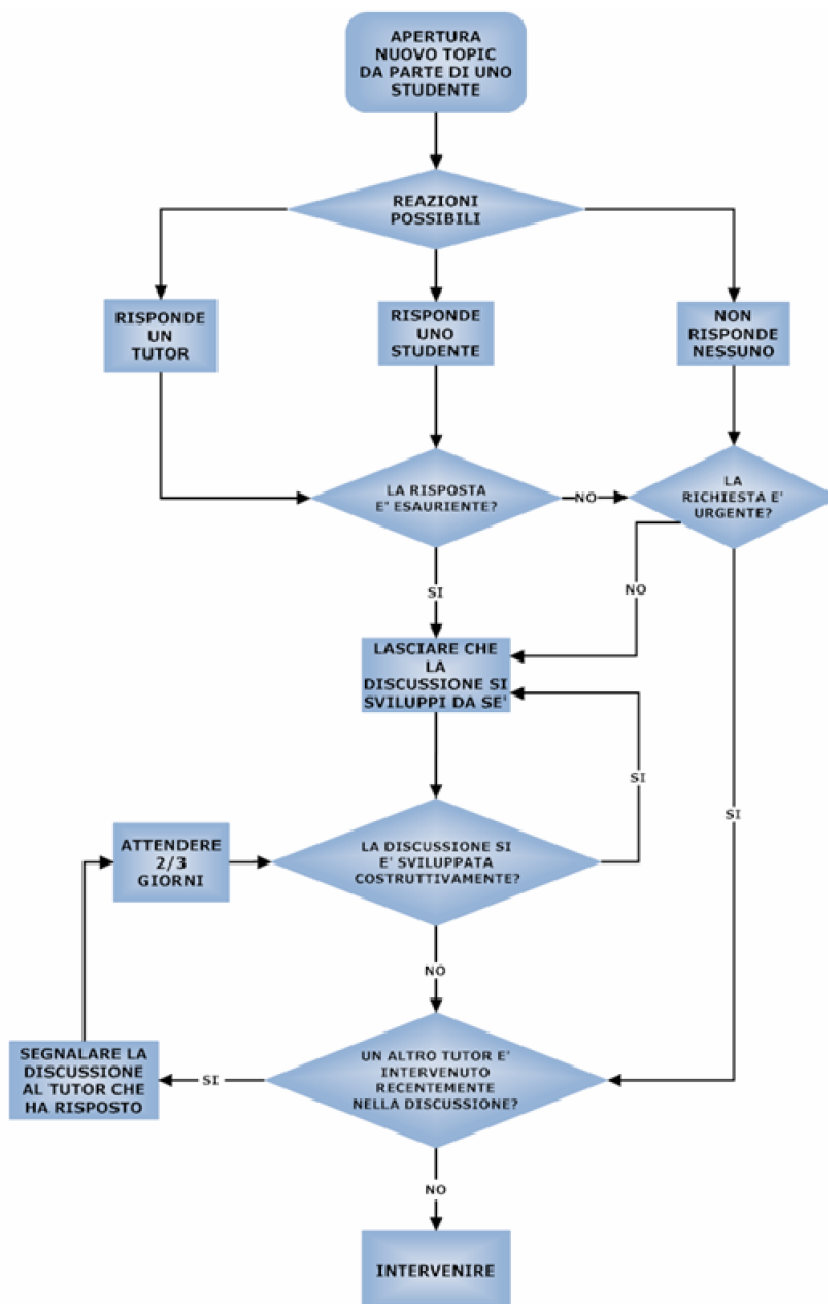 APERTURA
NUOVO TOPIC
DA PARTE DI UNO
STUDENTE
REAZIONI
POSSIBILI
RISPONDE
UN
TUTOR
RISPONDE
UNO
STUDENTE
NON
RISPONDE
NESSUNO
LA RISPOSTA
E' ESAURIENTE?
NO
LA
RICHIESTA E'
URGENTE?
SI
NO
LASCIARE CHE
LA
DISCUSSIONE SI
SVILUPPI DA SE'
SI
SI
ATTENDERE
2/3
GIORNI
LA DISCUSSIONE SI
E' SVILUPPATA
COSTRUTTIVAMENTE?
NO
SEGNALARE LA
DISCUSSIONE
AL TUTOR CHE
HA RISPOSTO
SI
UN ALTRO TUTOR E'
INTERVENUTO
RECENTEMENTE
NELLA DISCUSSIONE?
NO
INTERVENIRE